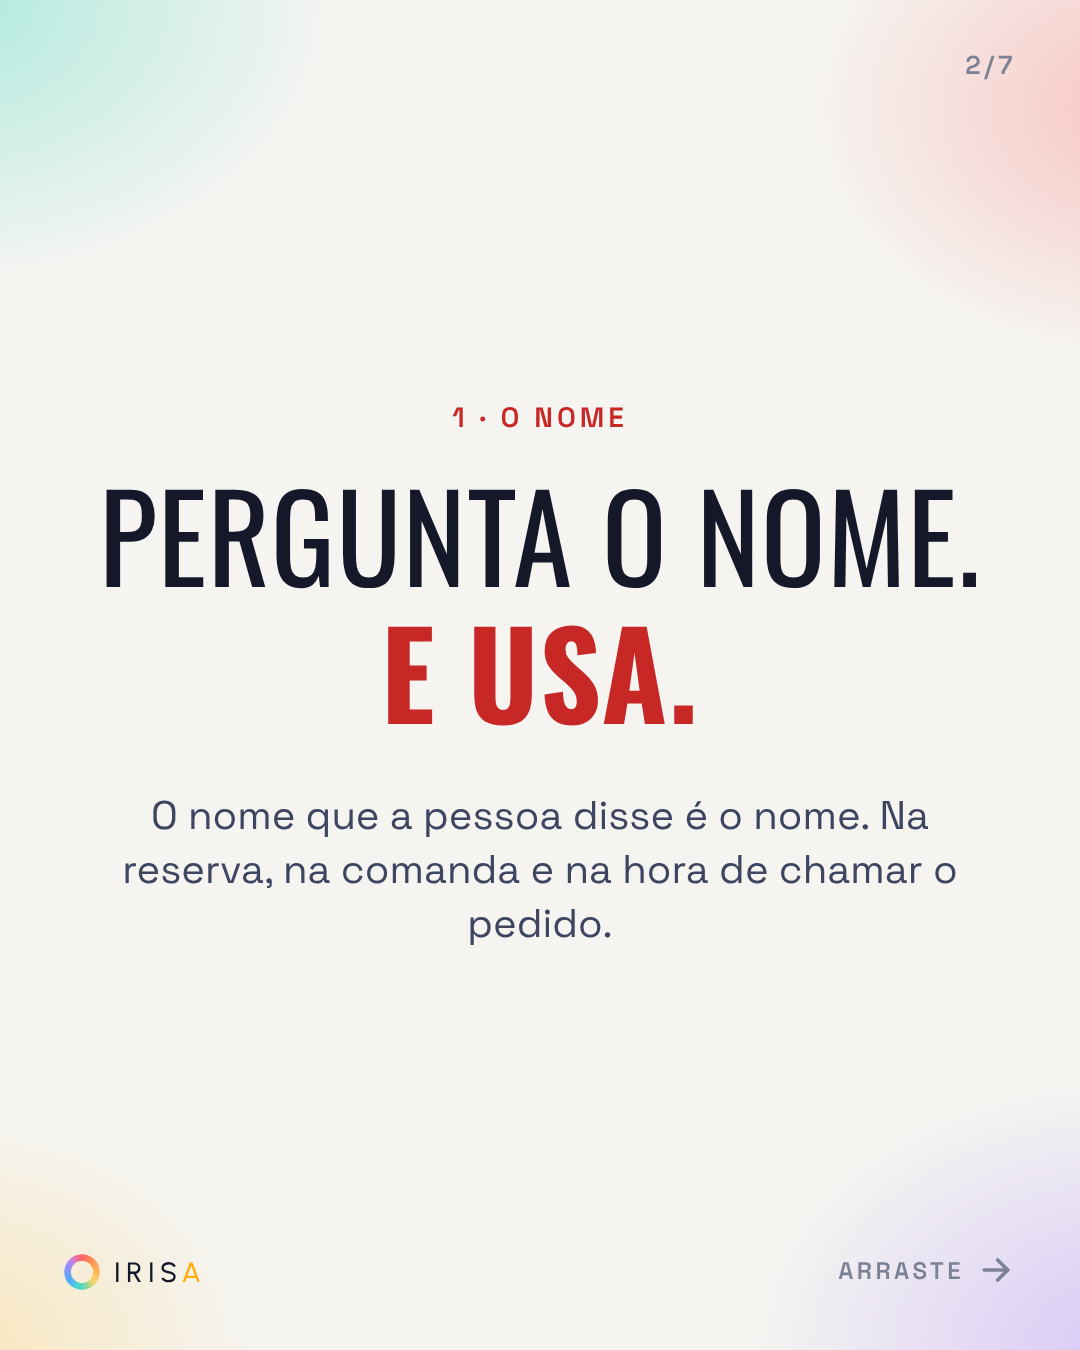 2/7
1 · O NOME
PERGUNTA O NOME.
E USA.
O nome que a pessoa disse é o nome. Na
reserva, na comanda e na hora de chamar o
pedido.
IRISA
ARRASTE →